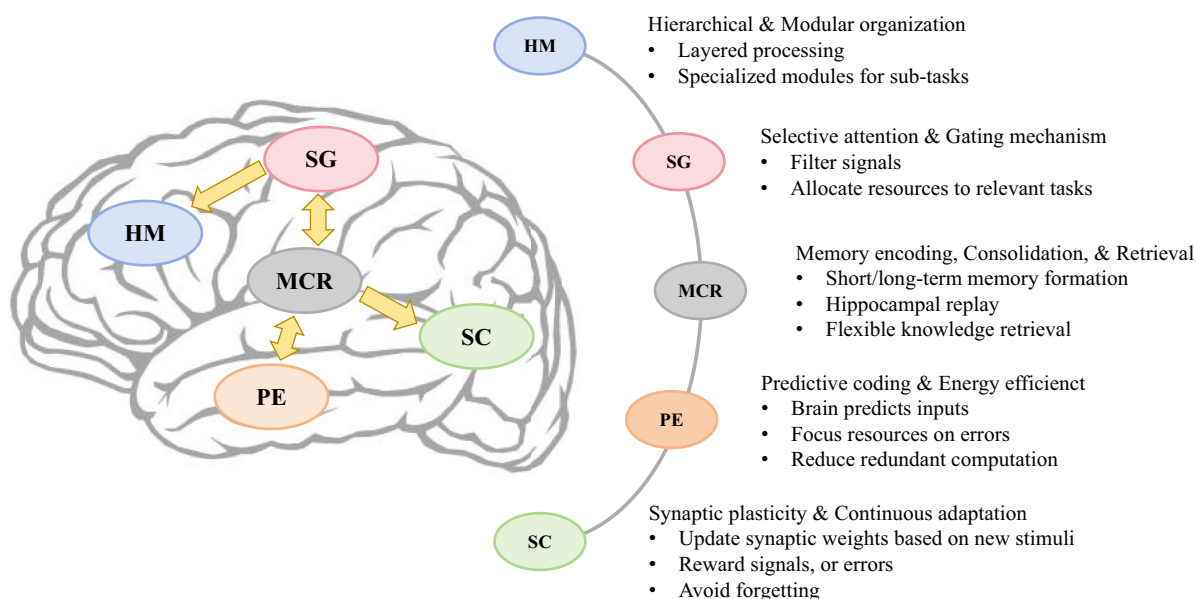 HM
Hierarchical & Modular organization
• Layered processing
• Specialized modules for sub-tasks
SG
Selective attention & Gating mechanism
• Filter signals
• Allocate resources to relevant tasks
MCR
Memory encoding, Consolidation, & Retrieval
• Short/long-term memory formation
• Hippocampal replay
• Flexible knowledge retrieval
PE
Predictive coding & Energy efficienct
• Brain predicts inputs
• Focus resources on errors
• Reduce redundant computation
SC
Synaptic plasticity & Continuous adaptation
• Update synaptic weights based on new stimuli
• Reward signals, or errors
• Avoid forgetting
SG
HM
MCR
SC
PE